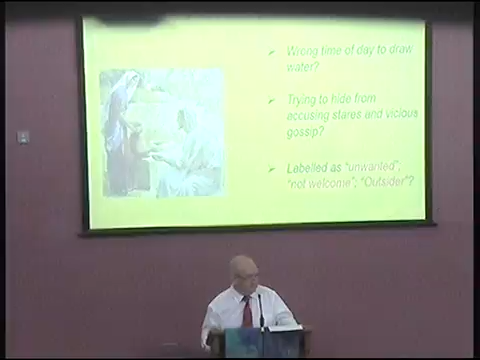 ➢ Wrong time of day to draw
water?
➢ Trying to hide from
accusing stares and vicious
gossip?
➢ Labelled as "unwanted";
"not welcome"; "Outsider"?